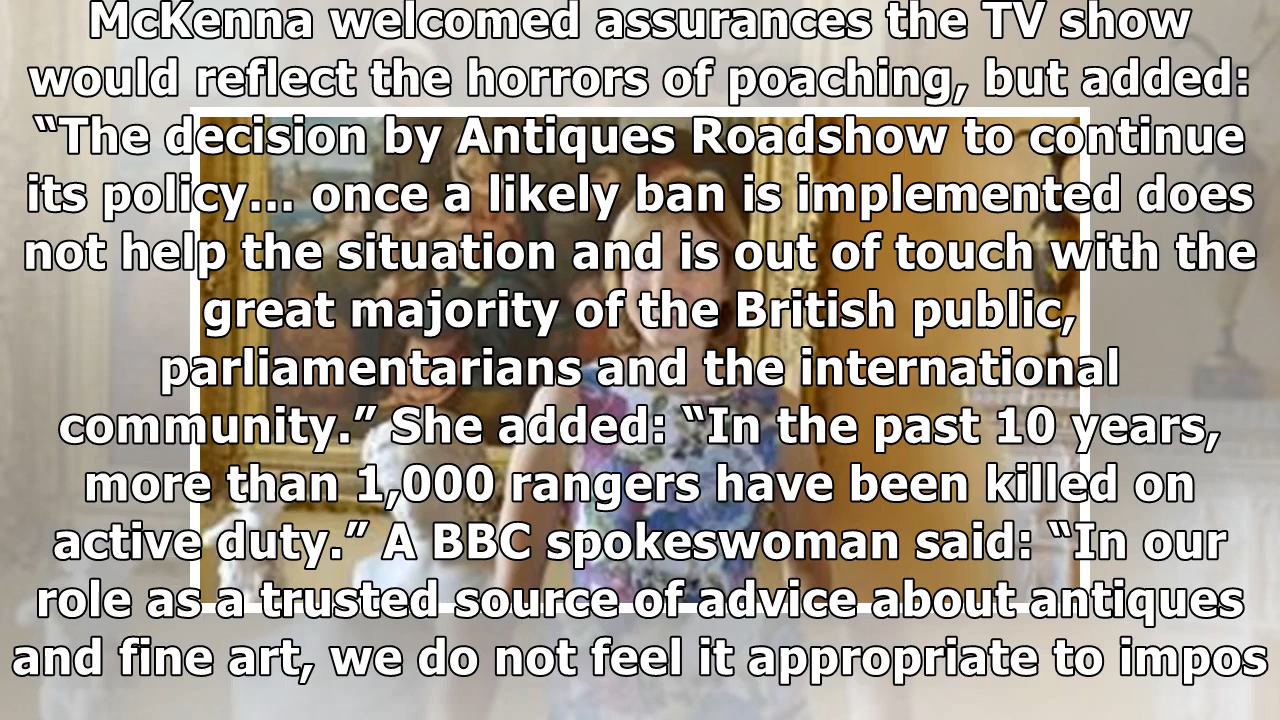 McKenna welcomed assurances the TV show
would reflect the horrors of poaching, but added:
“The decision by Antiques Roadshow to continue
its policy... once a likely ban is implemented does
not help the situation and is out of touch with the
great majority of the British public,
parliamentarians and the international
community.” She added: “In the past 10 years,
more than 1,000 rangers have been killed on
active duty.” A BBC spokeswoman said: “In our
role as a trusted source of advice about antiques
and fine art, we do not feel it appropriate to impos